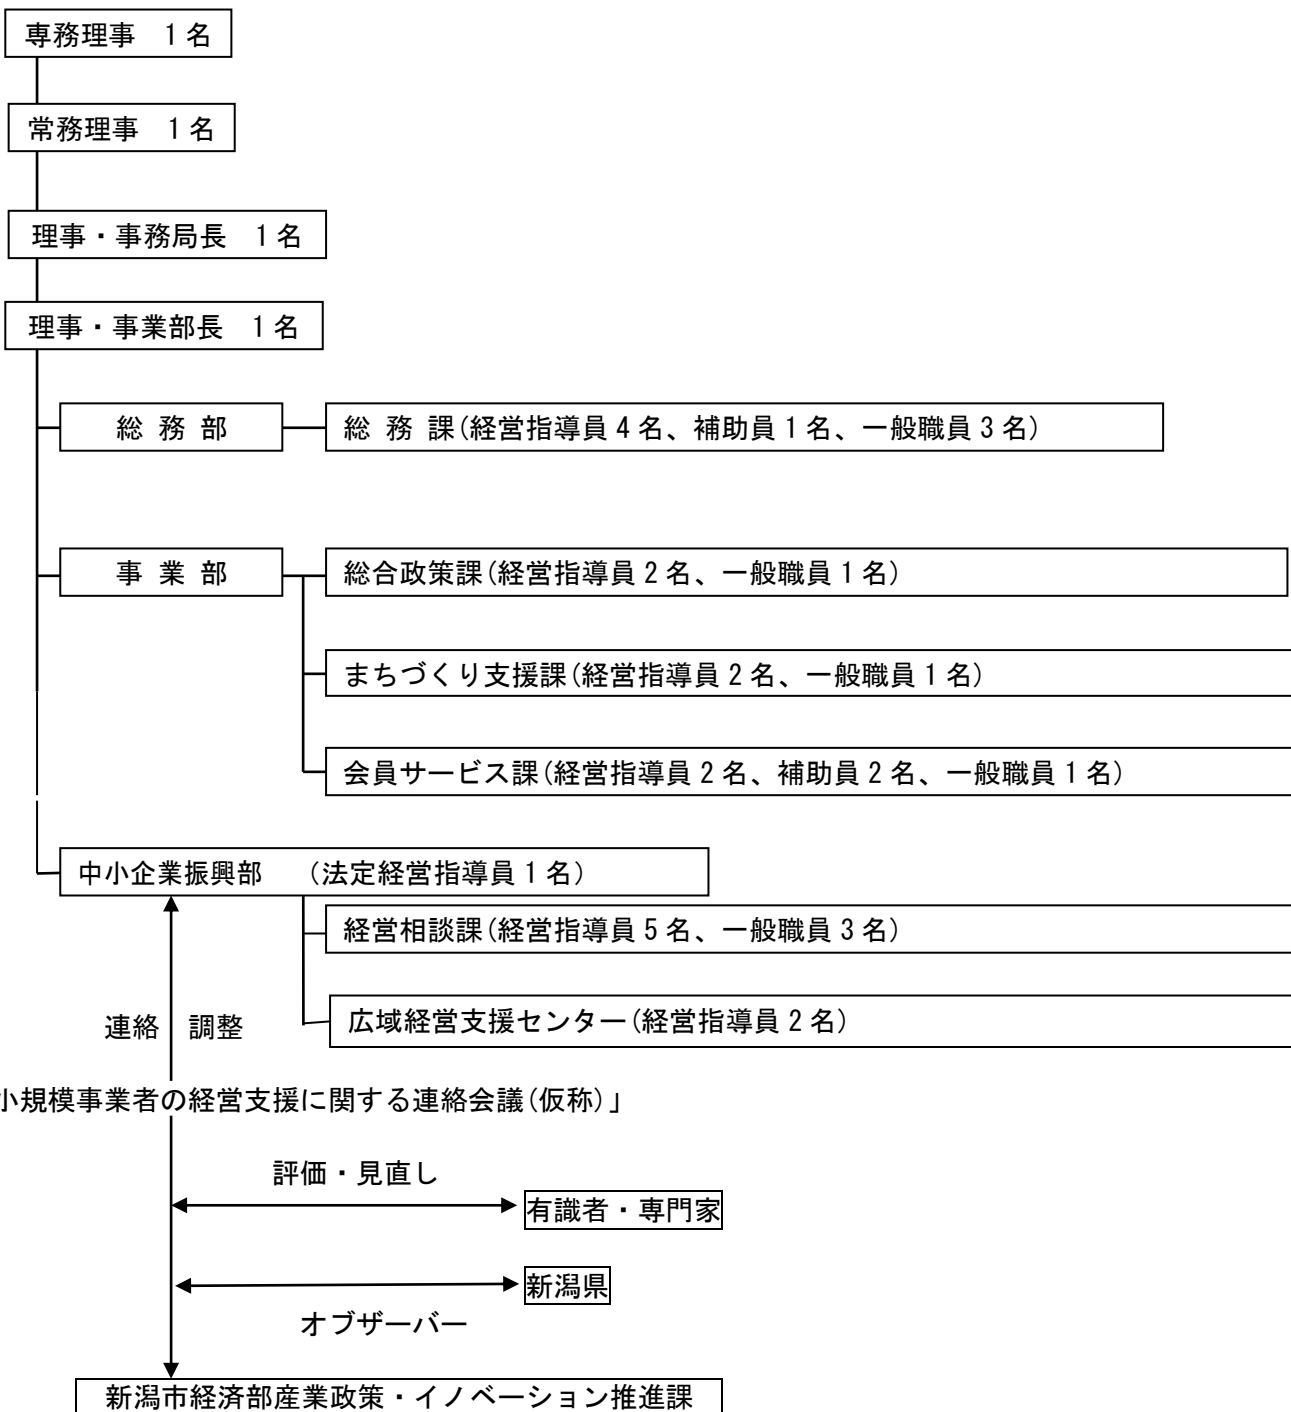 専務理事　1名
常務理事　1名
理事・事務局長　1名
理事・事業部長　1名
総 務 部
総 務 課(経営指導員4名、補助員1名、一般職員3名)
事 業 部
総合政策課(経営指導員2名、一般職員1名)
まちづくり支援課(経営指導員2名、一般職員1名)
会員サービス課(経営指導員2名、補助員2名、一般職員1名)
中小企業振興部　(法定経営指導員1名)
経営相談課(経営指導員5名、一般職員3名)
広域経営支援センター(経営指導員2名)
連絡　調整
小規模事業者の経営支援に関する連絡会議(仮称)」
評価・見直し
有識者・専門家
新潟県
オブザーバー
新潟市経済部産業政策・イノベーション推進課